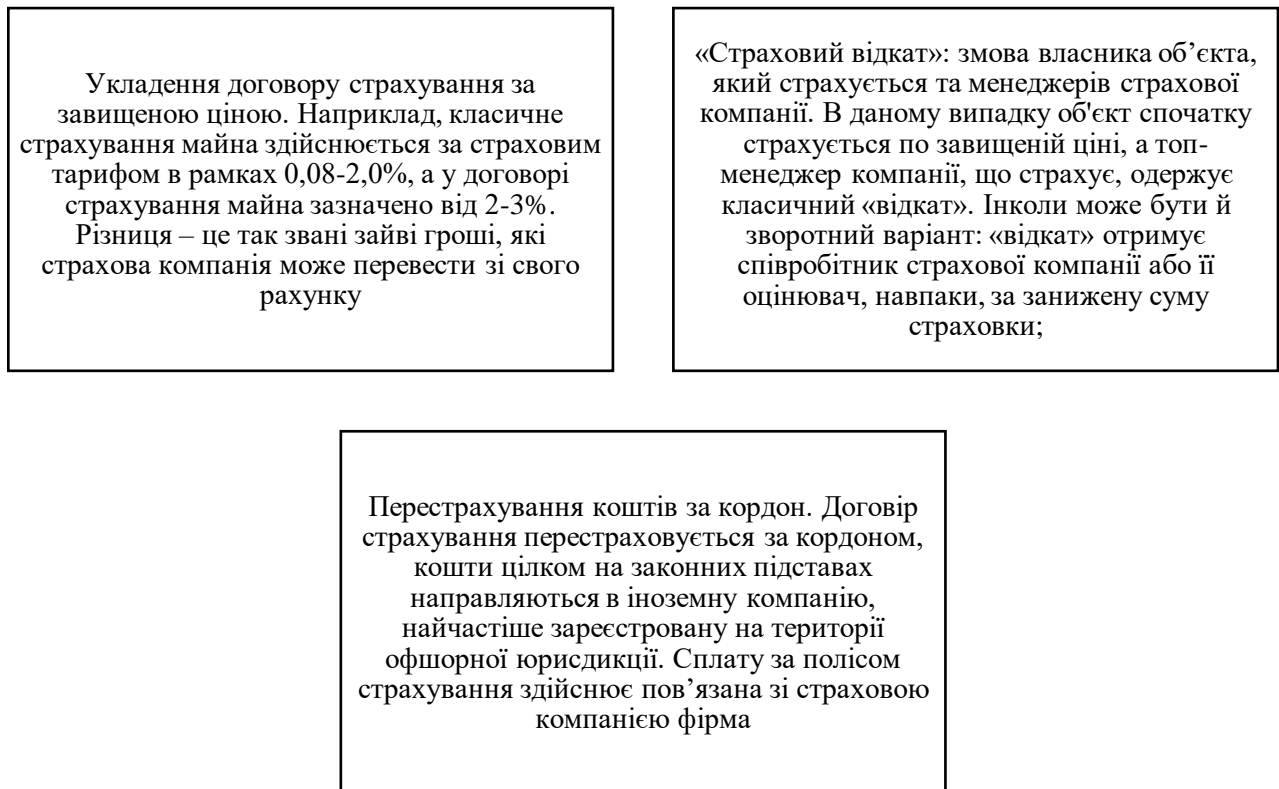 Укладення договору страхування за
завищеною ціною. Наприклад, класичне
страхування майна здійснюється за страховим
тарифом в рамках 0,08-2,0%, а у договорі
страхування майна зазначено від 2-3%.
Різниця – це так звані зайві гроші, які
страхова компанія може перевести зі свого
рахунку
«Страховий відкат»: змова власника об’єкта,
який страхується та менеджерів страхової
компанії. В даному випадку об'єкт спочатку
страхується по завищеній ціні, а топ-
менеджер компанії, що страхує, одержує
класичний «відкат». Інколи може бути й
зворотний варіант: «відкат» отримує
співробітник страхової компанії або її
оцінювач, навпаки, за занижену суму
страховки;
Перестрахування коштів за кордон. Договір
страхування перестраховується за кордоном,
кошти цілком на законних підставах
направляються в іноземну компанію,
найчастіше зареєстровану на території
офшорної юрисдикції. Сплату за полісом
страхування здійснює пов’язана зі страховою
компанією фірма